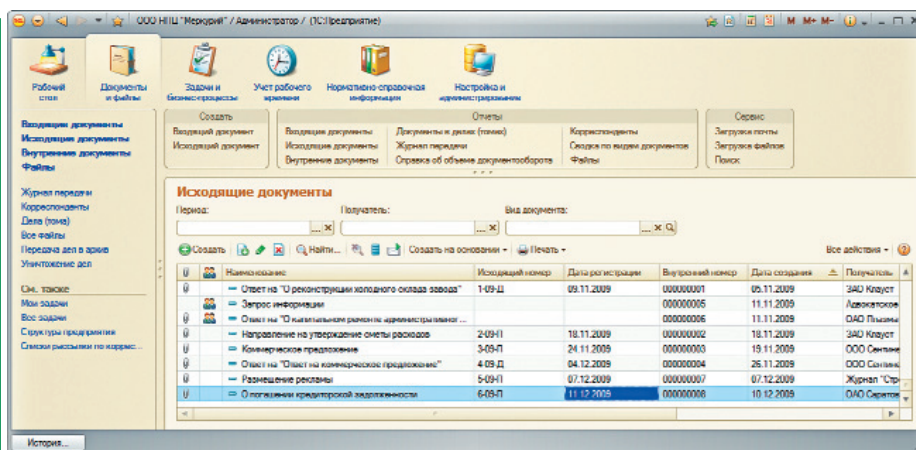 ООО НПЦ "Меркурий" / Администратор / (1С:Предприятие)
M M+ M-
Рабочий стол
Документы и файлы
Задачи и бизнес-процессы
Учет рабочего времени
Нормативно-справочная информация
Настройка и администрирование
Входящие документы
Исходящие документы
Внутренние документы
Файлы
Журнал передачи
Корреспонденты
Дела (тома)
Все файлы
Передача дел в архив
Уничтожение дел
См. также
Мои задачи
Все задачи
Структура предприятия
Списки рассылки по коррес...
Создать
Входящий документ
Исходящий документ
Отчеты
Входящие документы
Исходящие документы
Внутренние документы
Документы в делах (томах)
Журнал передачи
Справка об объеме документооборота
Корреспонденты
Сводка по видам документов
Файлы
Сервис
Загрузка почты
Загрузка файлов
Поиск
Исходящие документы
Период: Получатель: Вид документа:
Создать Найти... Создать на основании Печать Все действия
Наименование Исходящий номер Дата регистрации Внутренний номер Дата создания Получатель
Ответ на "О реконструкции холодного склада завода" 1-09-Д 09.11.2009 000000001 05.11.2009 ЗАО Клауст
Запрос информации 000000005 11.11.2009 Адвокатское
Ответ на "О капитальном ремонте административног... 000000006 11.11.2009 ОАО Плазма
Направление на утверждение сметы расходов 2-09-П 18.11.2009 000000002 18.11.2009 ЗАО Клауст
Коммерческое предложение 3-09-П 24.11.2009 000000003 19.11.2009 ООО Сентине
Ответ на "Ответ на коммерческое предложение" 4-09-Д 04.12.2009 000000004 26.11.2009 ООО Сентине
Размещение рекламы 5-09-П 07.12.2009 000000007 07.12.2009 Журнал "Стр
О погашении кредиторской задолженности 6-09-П 11.12.2009 000000008 10.12.2009 ОАО Саратов
История...